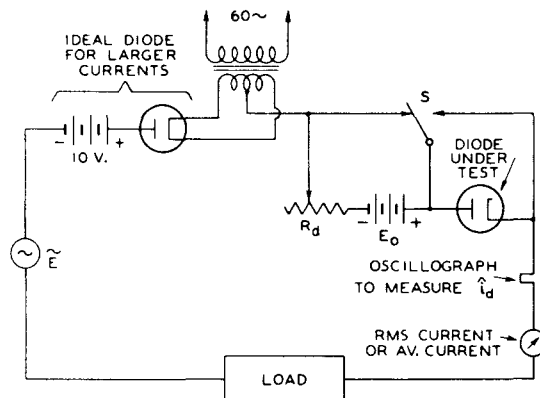 60~
IDEAL DIODE
FOR LARGER
CURRENTS
S
- +
10 V.
DIODE
UNDER
TEST
R_d
- +
E_o
~
E
OSCILLOGRAPH
TO MEASURE î_d
RMS CURRENT
OR AV. CURRENT
LOAD